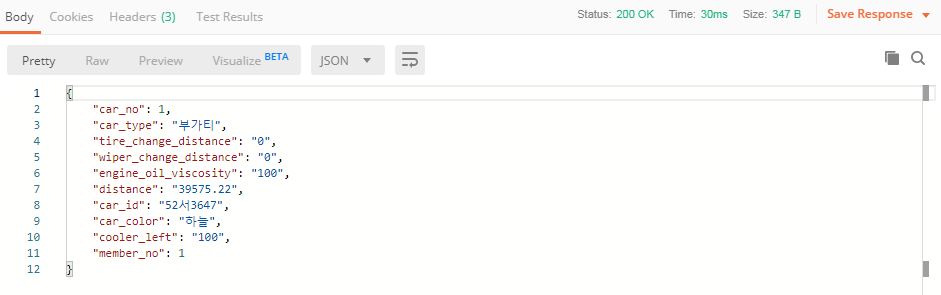 Body Cookies Headers (3) Test Results Status: 200 OK Time: 30ms Size: 347 B Save Response
Pretty Raw Preview Visualize BETA JSON
1 {
2 "car_no": 1,
3 "car_type": "부가티",
4 "tire_change_distance": "0",
5 "wiper_change_distance": "0",
6 "engine_oil_viscosity": "100",
7 "distance": "39575.22",
8 "car_id": "52서3647",
9 "car_color": "하늘",
10 "cooler_left": "100",
11 "member_no": 1
12 }